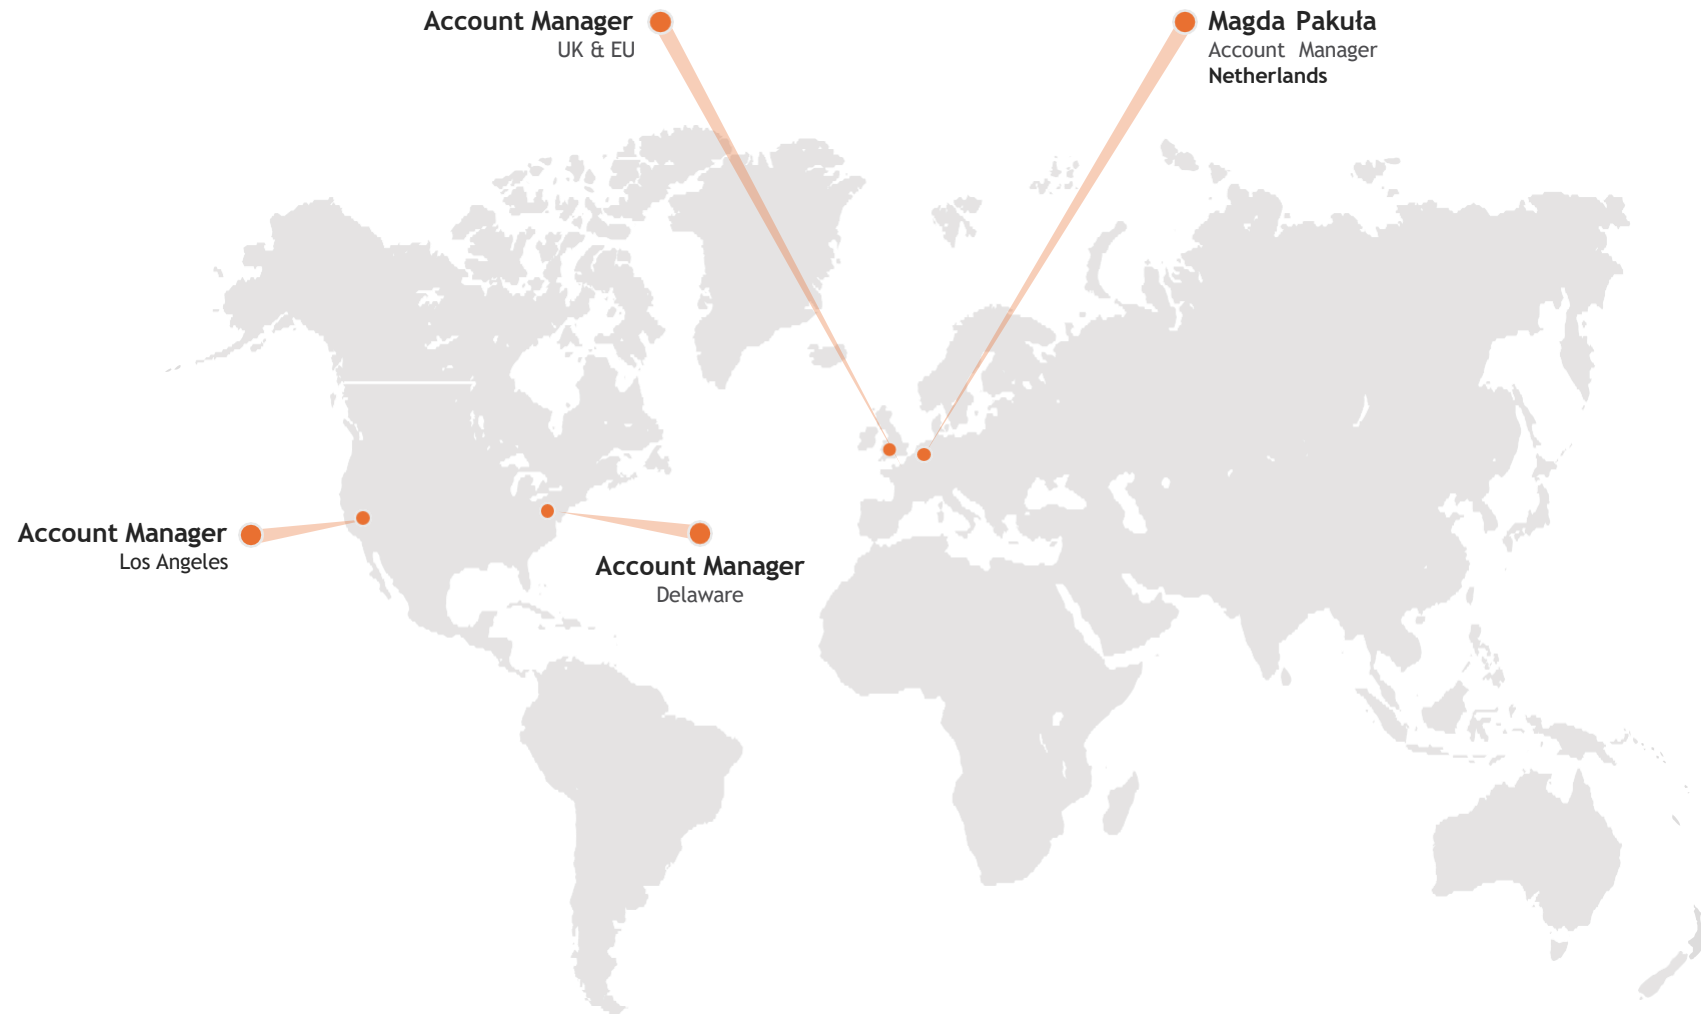 Account Manager
UK & EU
Magda Pakuła
Account Manager
Netherlands
Account Manager
Los Angeles
Account Manager
Delaware